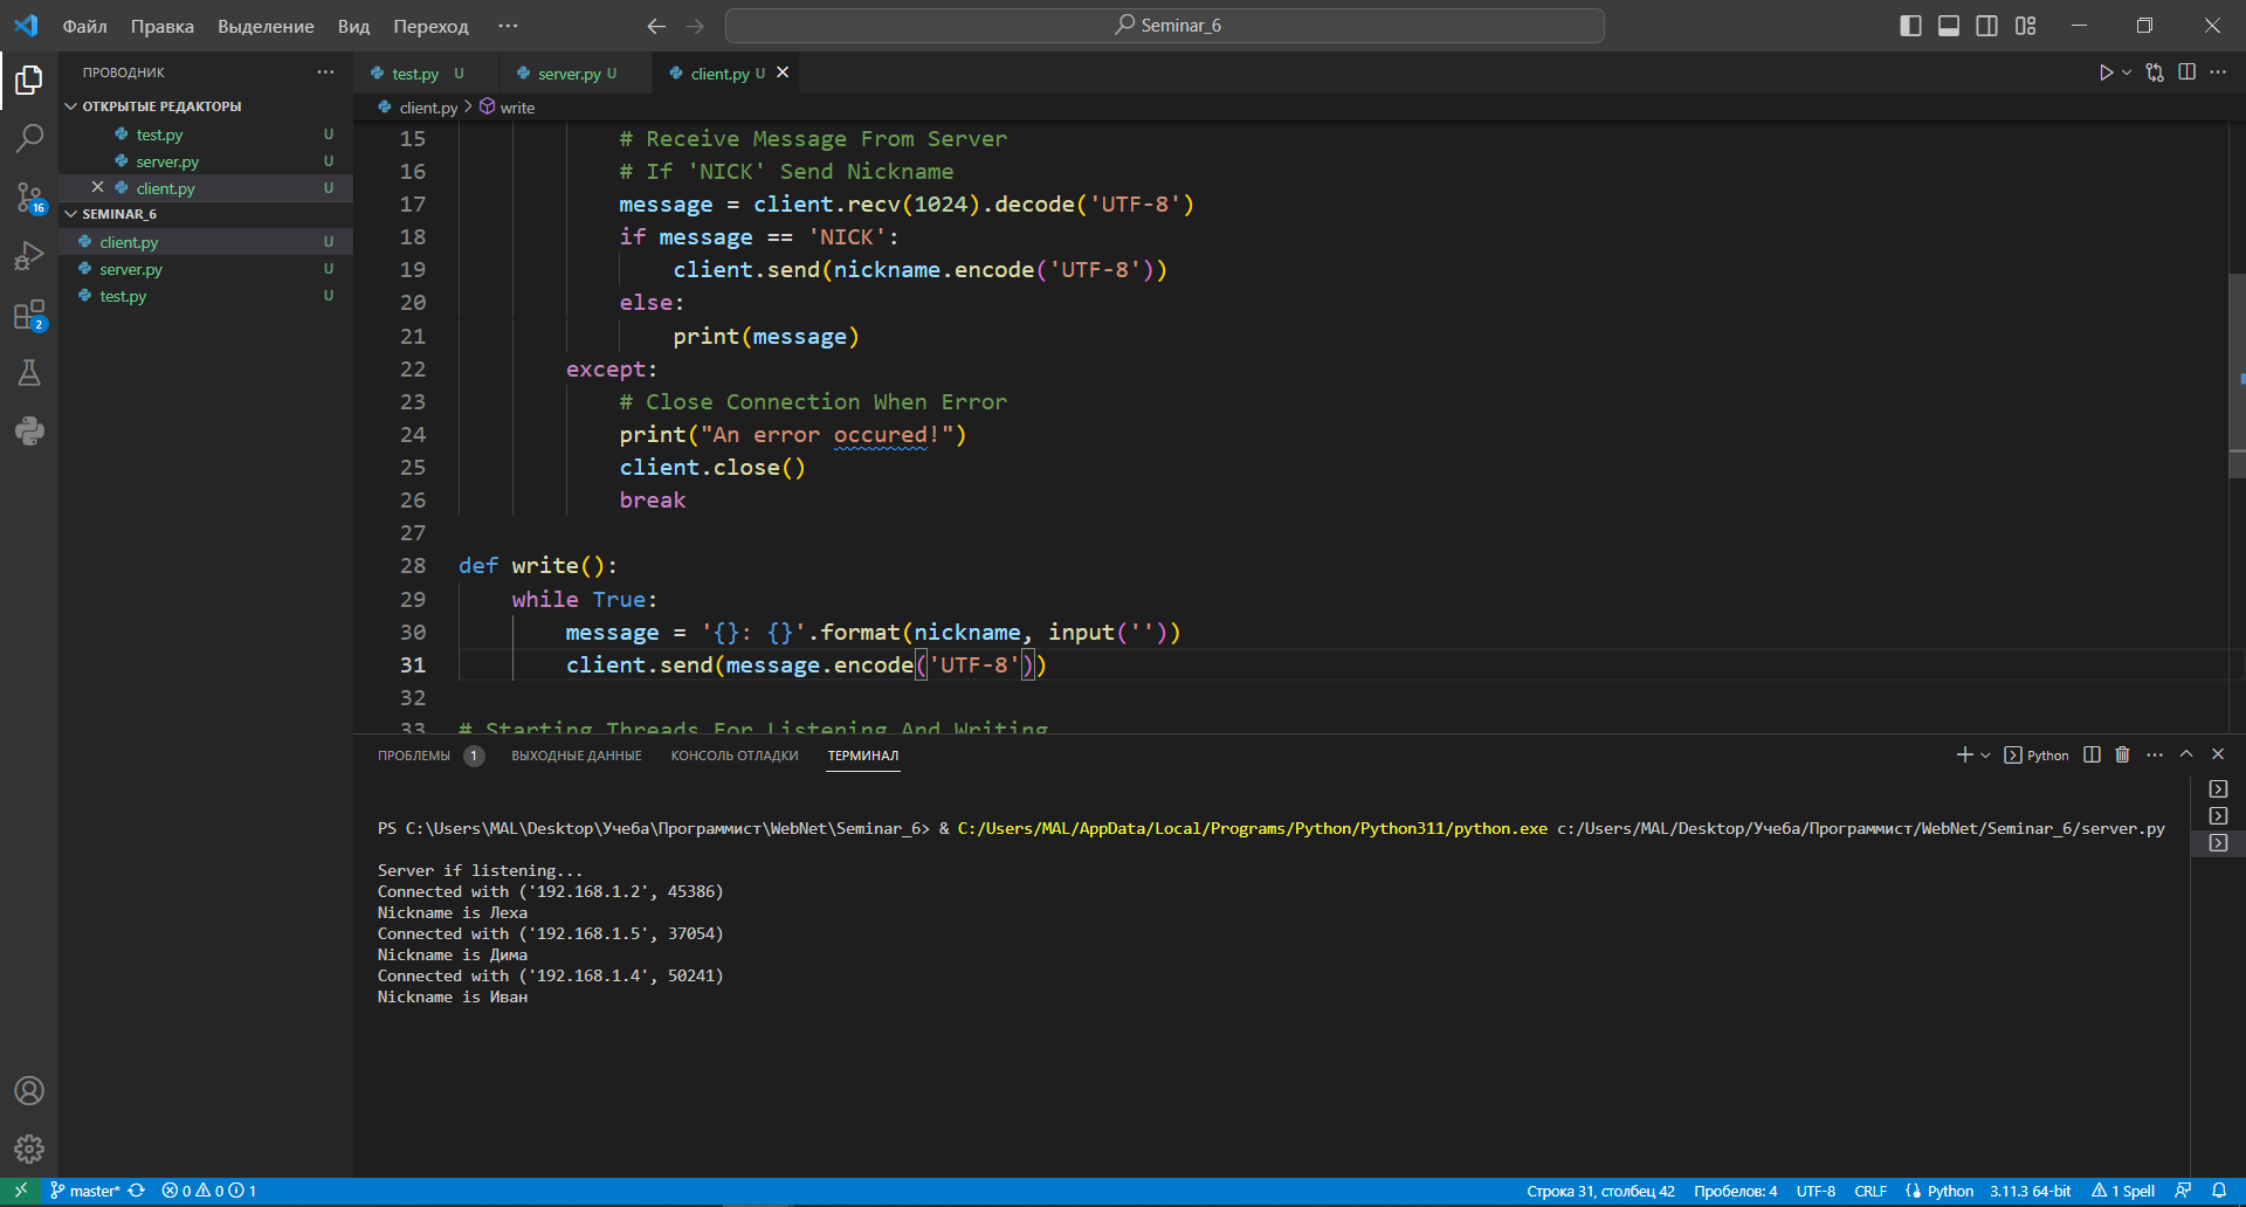 Файл Правка Выделение Вид Переход ··· Seminar_6
ПРОВОДНИК ···
ОТКРЫТЫЕ РЕДАКТОРЫ
test.py U
server.py U
client.py U
SEMINAR_6
client.py U
server.py U
test.py U
test.py U server.py U client.py U
client.py > write
15 # Receive Message From Server
16 # If 'NICK' Send Nickname
17 message = client.recv(1024).decode('UTF-8')
18 if message == 'NICK':
19 client.send(nickname.encode('UTF-8'))
20 else:
21 print(message)
22 except:
23 # Close Connection When Error
24 print("An error occured!")
25 client.close()
26 break
27
28 def write():
29 while True:
30 message = '{}: {}'.format(nickname, input(''))
31 client.send(message.encode('UTF-8'))
32
33 # Starting Threads For Listening And Writing
ПРОБЛЕМЫ 1 ВЫХОДНЫЕ ДАННЫЕ КОНСОЛЬ ОТЛАДКИ ТЕРМИНАЛ Python
PS C:\Users\MAL\Desktop\Учеба\Программист\WebNet\Seminar_6> & C:/Users/MAL/AppData/Local/Programs/Python/Python311/python.exe c:/Users/MAL/Desktop/Учеба/Программист/WebNet/Seminar_6/server.py
Server if listening...
Connected with ('192.168.1.2', 45386)
Nickname is Леха
Connected with ('192.168.1.5', 37054)
Nickname is Дима
Connected with ('192.168.1.4', 50241)
Nickname is Иван
16
2
master* 0 0 1 Строка 31, столбец 42 Пробелов: 4 UTF-8 CRLF Python 3.11.3 64-bit 1 Spell